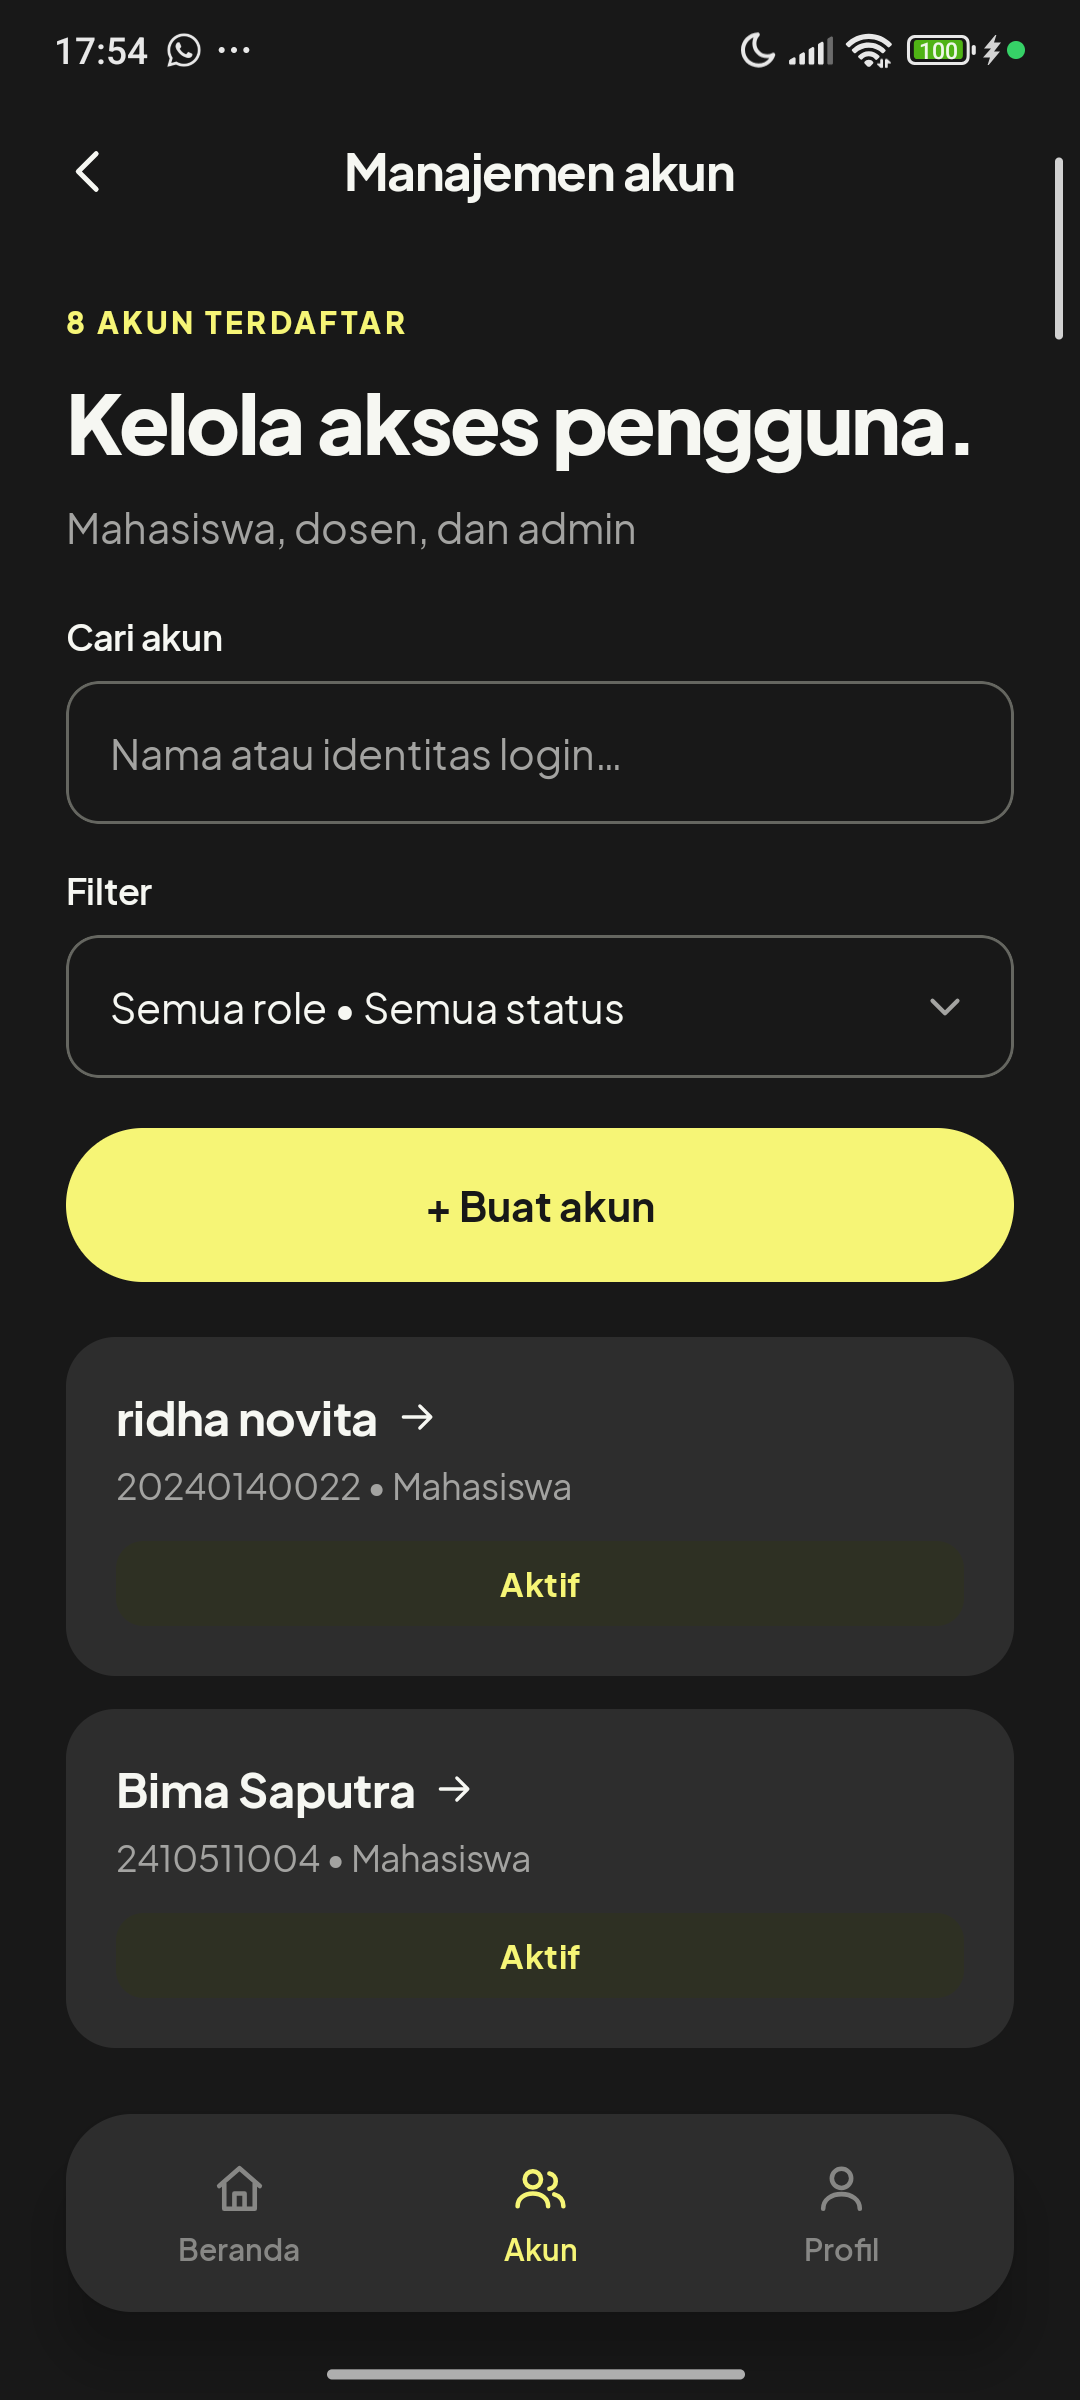 17:54
100
Manajemen akun
8 AKUN TERDAFTAR
Kelola akses pengguna.
Mahasiswa, dosen, dan admin
Cari akun
Nama atau identitas login...
Filter
Semua role • Semua status
+ Buat akun
ridha novita →
20240140022 • Mahasiswa
Aktif
Bima Saputra →
2410511004 • Mahasiswa
Aktif
Beranda Akun Profil